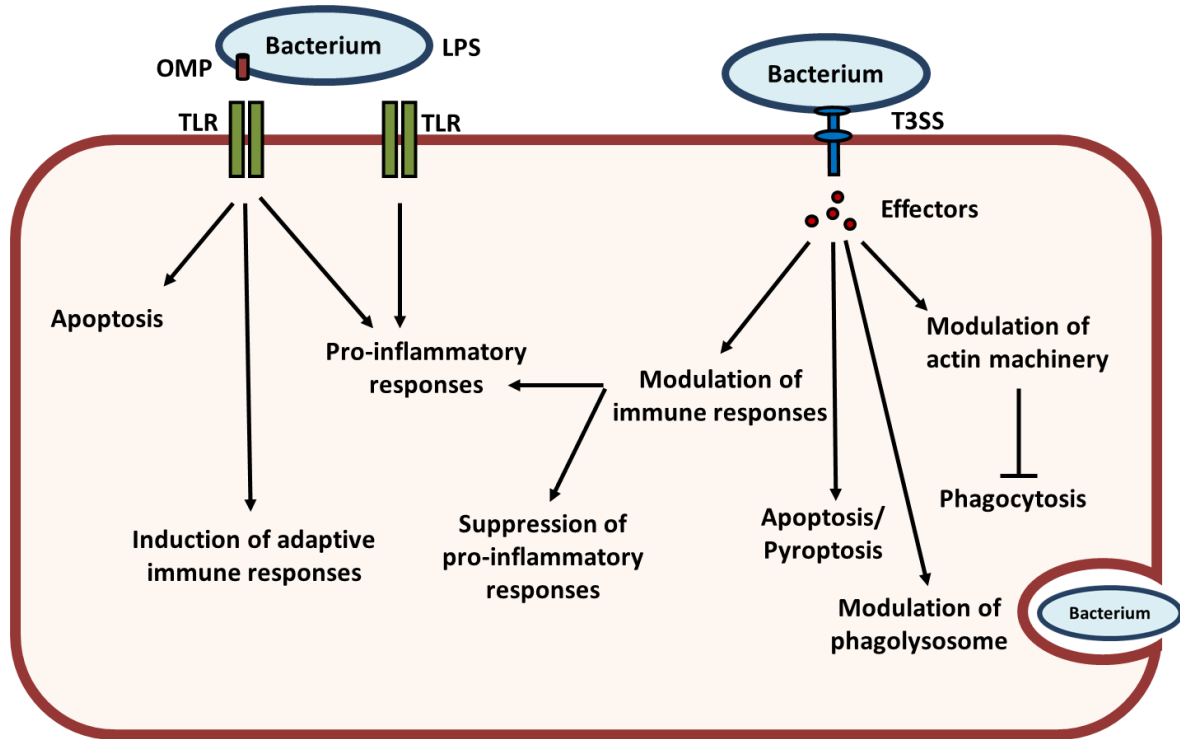 Bacterium
LPS
OMP
TLR
TLR
Bacterium
T3SS
Effectors
Apoptosis
Pro-inflammatory
responses
Modulation of
immune responses
Modulation of
actin machinery
Phagocytosis
Induction of adaptive
immune responses
Suppression of
pro-inflammatory
responses
Apoptosis/
Pyroptosis
Modulation of
phagolysosome
Bacterium